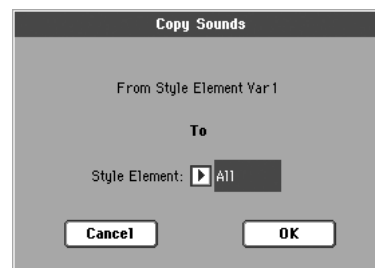 Copy Sounds
From Style Element Var1
To
Style Element: All
Cancel OK